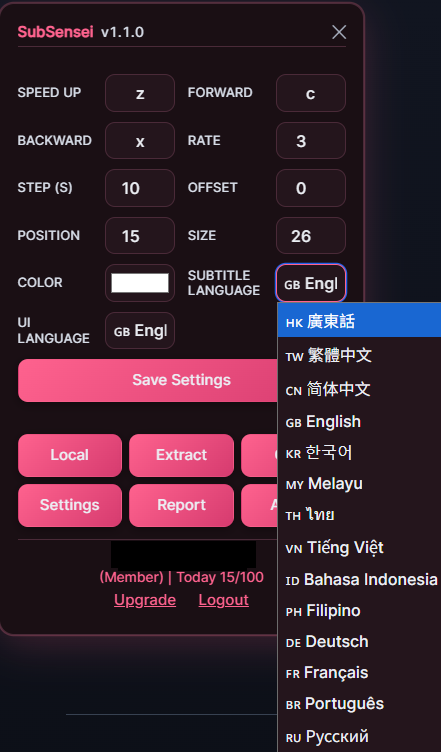 SubSensei v1.1.0
SPEED UP z FORWARD c
BACKWARD x RATE 3
STEP (S) 10 OFFSET 0
POSITION 15 SIZE 26
COLOR SUBTITLE LANGUAGE GB Engl
UI LANGUAGE GB Engl
Save Settings
Local Extract
Settings Report
(Member) | Today 15/100
Upgrade Logout
HK 廣東話
TW 繁體中文
CN 简体中文
GB English
KR 한국어
MY Melayu
TH ไทย
VN Tiếng Việt
ID Bahasa Indonesia
PH Filipino
DE Deutsch
FR Français
BR Português
RU Русский